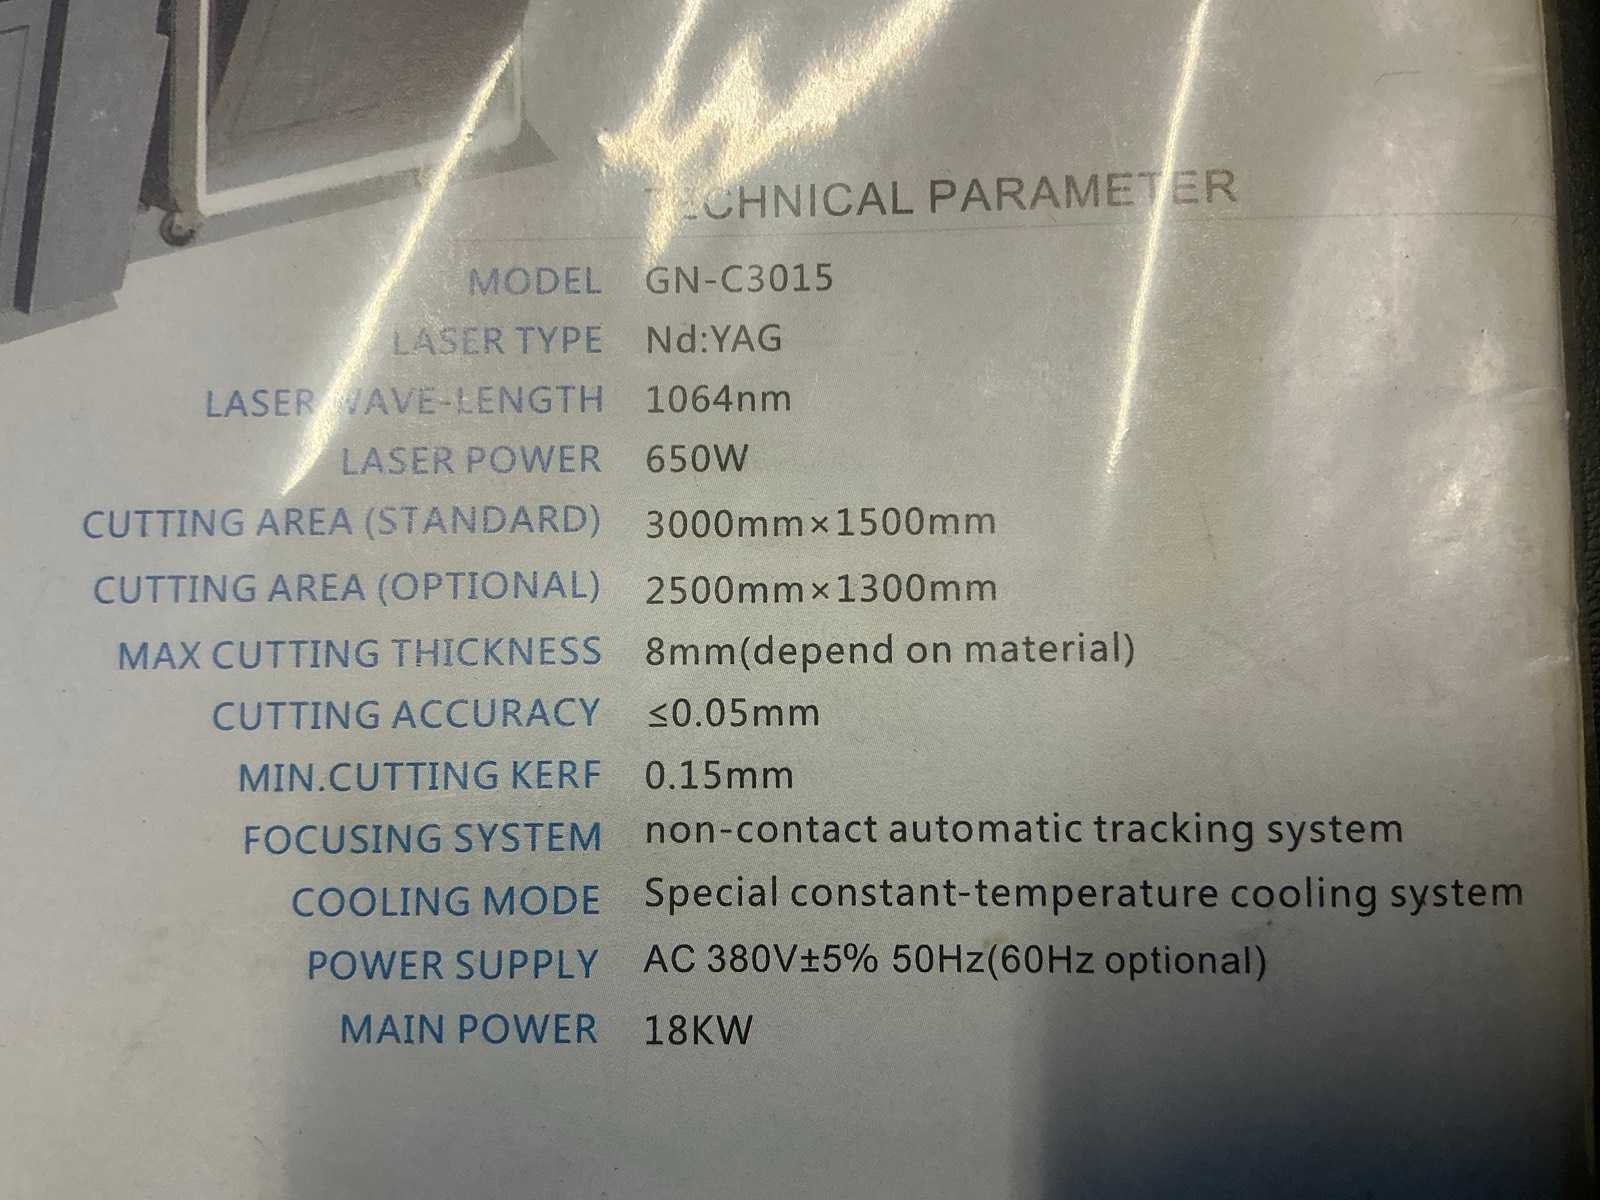 TECHNICAL PARAMETER
MODEL GN-C3015
LASER TYPE Nd:YAG
LASER WAVE-LENGTH 1064nm
LASER POWER 650W
CUTTING AREA (STANDARD) 3000mm×1500mm
CUTTING AREA (OPTIONAL) 2500mm×1300mm
MAX CUTTING THICKNESS 8mm(depend on material)
CUTTING ACCURACY ≤0.05mm
MIN.CUTTING KERF 0.15mm
FOCUSING SYSTEM non-contact automatic tracking system
COOLING MODE Special constant-temperature cooling system
POWER SUPPLY AC 380V±5% 50Hz(60Hz optional)
MAIN POWER 18KW